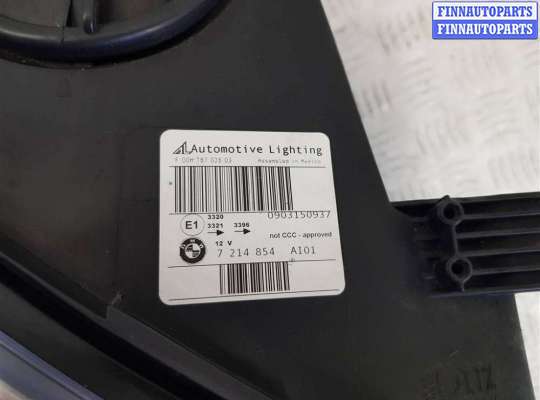 FINNAUTOPARTS
FINNAUTOPARTS
Automotive Lighting
Assembled in Mexico
0903150937
E1
3320
3321 3396
not CCC - approved
12 V
7 214 854 AI01